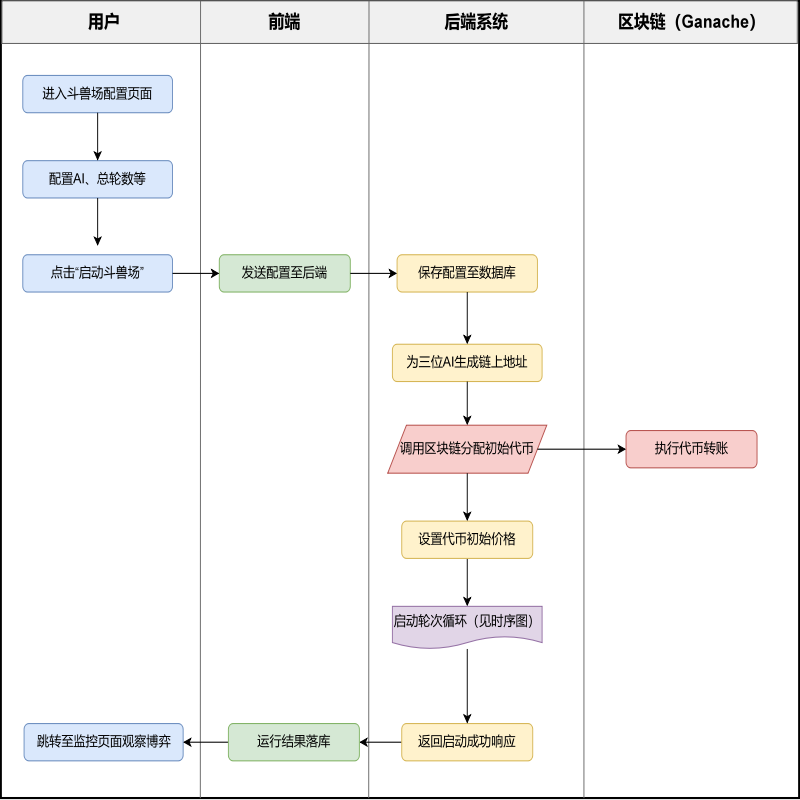 用户
前端
后端系统
区块链（Ganache）
进入斗兽场配置页面
配置AI、总轮数等
点击“启动斗兽场”
发送配置至后端
保存配置至数据库
为三位AI生成链上地址
调用区块链分配初始代币
执行代币转账
设置代币初始价格
启动轮次循环（见时序图）
跳转至监控页面观察博弈
运行结果落库
返回启动成功响应